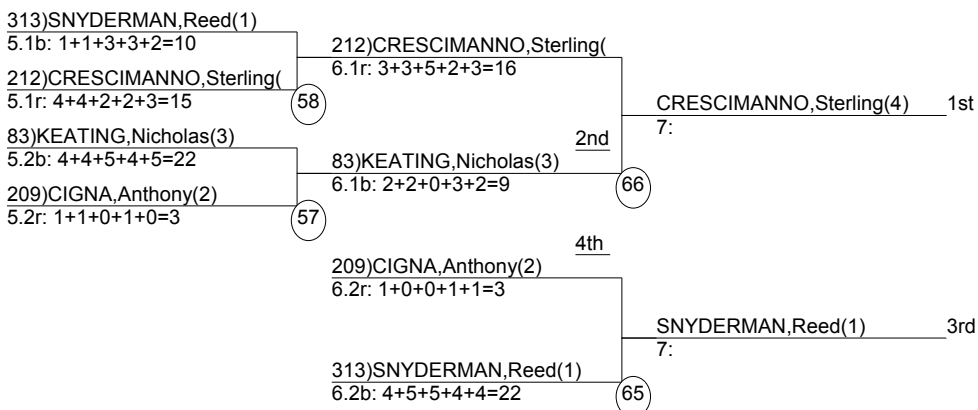 313)SNYDERMAN,Reed(1)
5.1b: 1+1+3+3+2=10
212)CRESCIMANNO,Sterling(
5.1r: 4+4+2+2+3=15
58
83)KEATING,Nicholas(3)
5.2b: 4+4+5+4+5=22
209)CIGNA,Anthony(2)
5.2r: 1+1+0+1+0=3
57
212)CRESCIMANNO,Sterling(
6.1r: 3+3+5+2+3=16
2nd
83)KEATING,Nicholas(3)
6.1b: 2+2+0+3+2=9
66
CRESCIMANNO,Sterling(4) 1st
7:
4th
209)CIGNA,Anthony(2)
6.2r: 1+0+0+1+1=3
313)SNYDERMAN,Reed(1)
6.2b: 4+5+5+4+4=22
65
SNYDERMAN,Reed(1) 3rd
7: